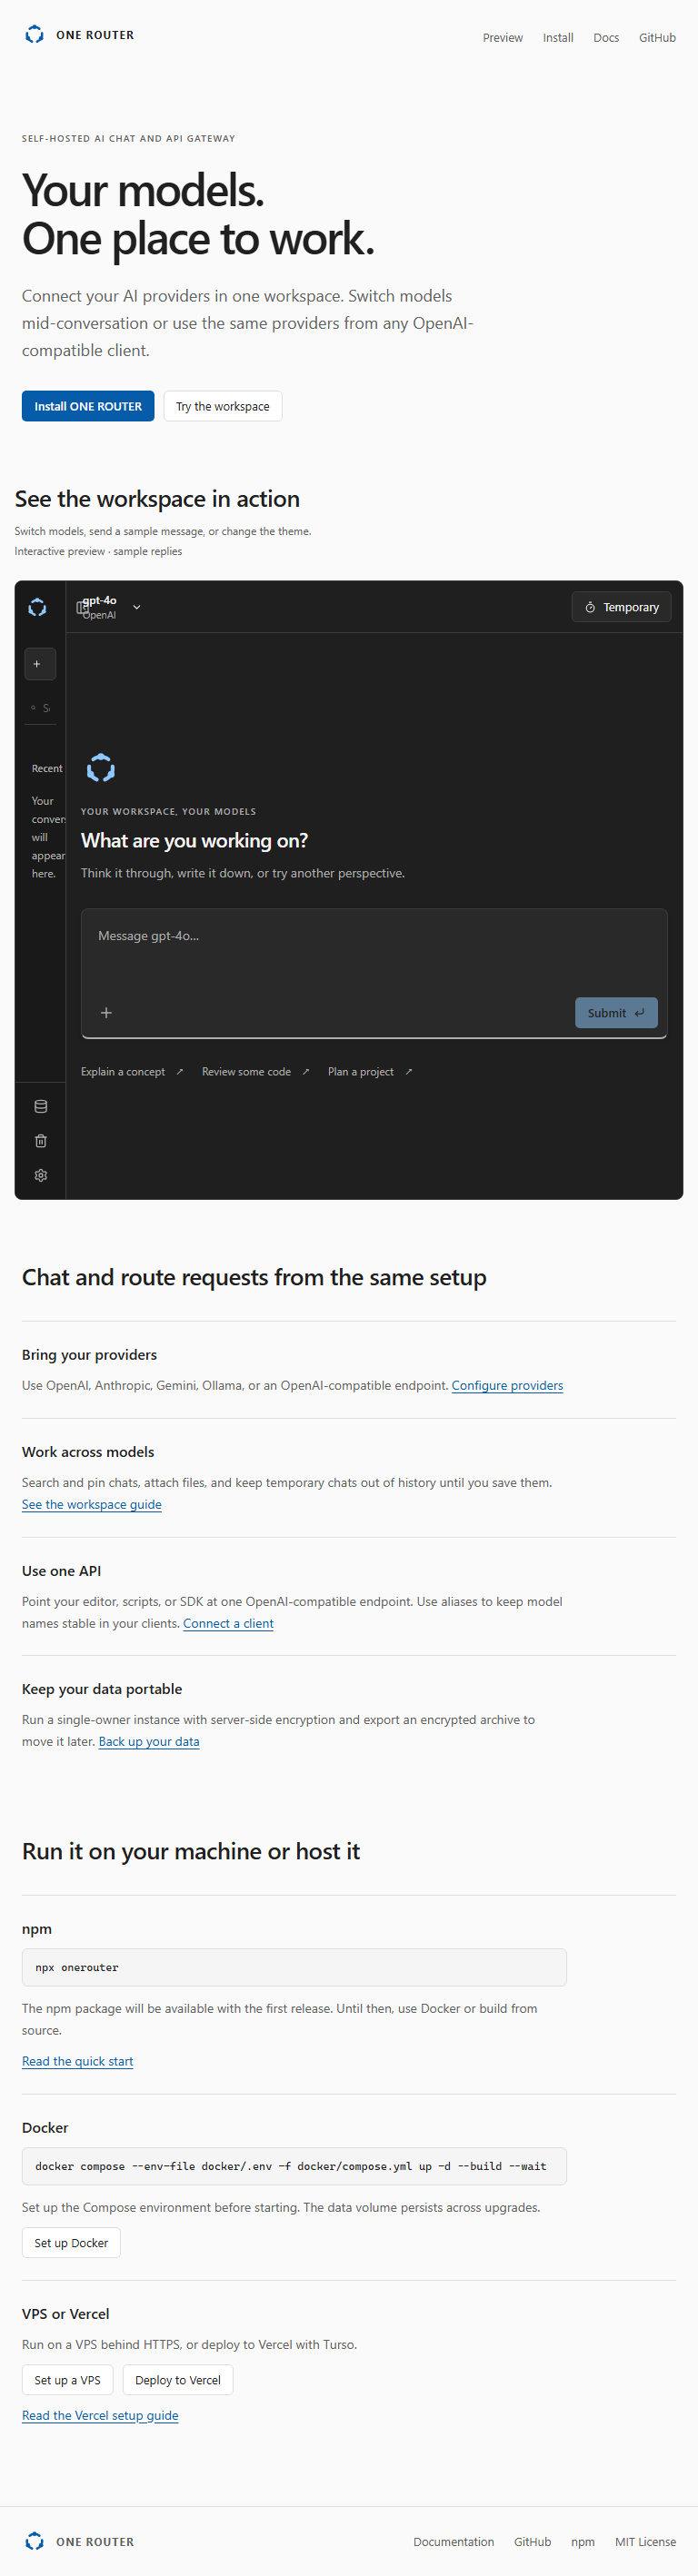 ONE ROUTER
Preview Install Docs GitHub
SELF-HOSTED AI CHAT AND API GATEWAY
Your models.
One place to work.
Connect your AI providers in one workspace. Switch models
mid-conversation or use the same providers from any OpenAI-
compatible client.
Install ONE ROUTER Try the workspace
See the workspace in action
Switch models, send a sample message, or change the theme.
Interactive preview · sample replies
gpt-4o
OpenAI
Temporary
Recent
Your
conver
will
appear
here.
YOUR WORKSPACE, YOUR MODELS
What are you working on?
Think it through, write it down, or try another perspective.
Message gpt-4o...
+
Submit
Explain a concept ↗ Review some code ↗ Plan a project ↗
Chat and route requests from the same setup
Bring your providers
Use OpenAI, Anthropic, Gemini, Ollama, or an OpenAI-compatible endpoint. Configure providers
Work across models
Search and pin chats, attach files, and keep temporary chats out of history until you save them.
See the workspace guide
Use one API
Point your editor, scripts, or SDK at one OpenAI-compatible endpoint. Use aliases to keep model
names stable in your clients. Connect a client
Keep your data portable
Run a single-owner instance with server-side encryption and export an encrypted archive to
move it later. Back up your data
Run it on your machine or host it
npm
npx onerouter
The npm package will be available with the first release. Until then, use Docker or build from
source.
Read the quick start
Docker
docker compose --env-file docker/.env -f docker/compose.yml up -d --build --wait
Set up the Compose environment before starting. The data volume persists across upgrades.
Set up Docker
VPS or Vercel
Run on a VPS behind HTTPS, or deploy to Vercel with Turso.
Set up a VPS Deploy to Vercel
Read the Vercel setup guide
ONE ROUTER
Documentation GitHub npm MIT License